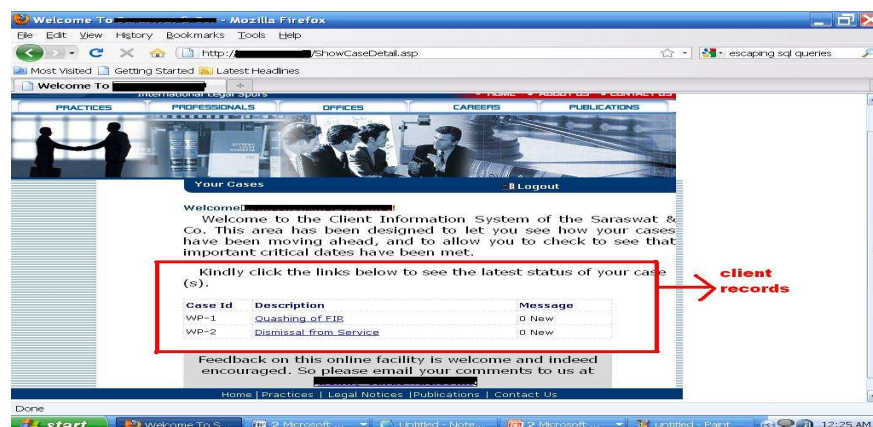 Welcome To - Mozilla Firefox
File Edit View History Bookmarks Tools Help
http:/ /ShowCaseDetail.asp
escaping sql queries
Most Visited Getting Started Latest Headlines
Welcome To
International Legal Spurs HOME ABOUT US CONTACT US
PRACTICES PROFESSIONALS OFFICES CAREERS PUBLICATIONS
Your Cases Logout
Welcome
Welcome to the Client Information System of the Saraswat &
Co. This area has been designed to let you see how your cases
have been moving ahead, and to allow you to check to see that
important critical dates have been met.
Kindly click the links below to see the latest status of your case
(s).
client
records
Case Id Description Message
WP-1 Quashing of FIR 0 New
WP-2 Dismissal from Service 0 New
Feedback on this online facility is welcome and indeed
encouraged. So please email your comments to us at
Home | Practices | Legal Notices |Publications | Contact Us
Done
start Welcome To S... 2 Microsoft ... Untitled - Note... 2 Microsoft ... untitled - Paint 12:25 AM